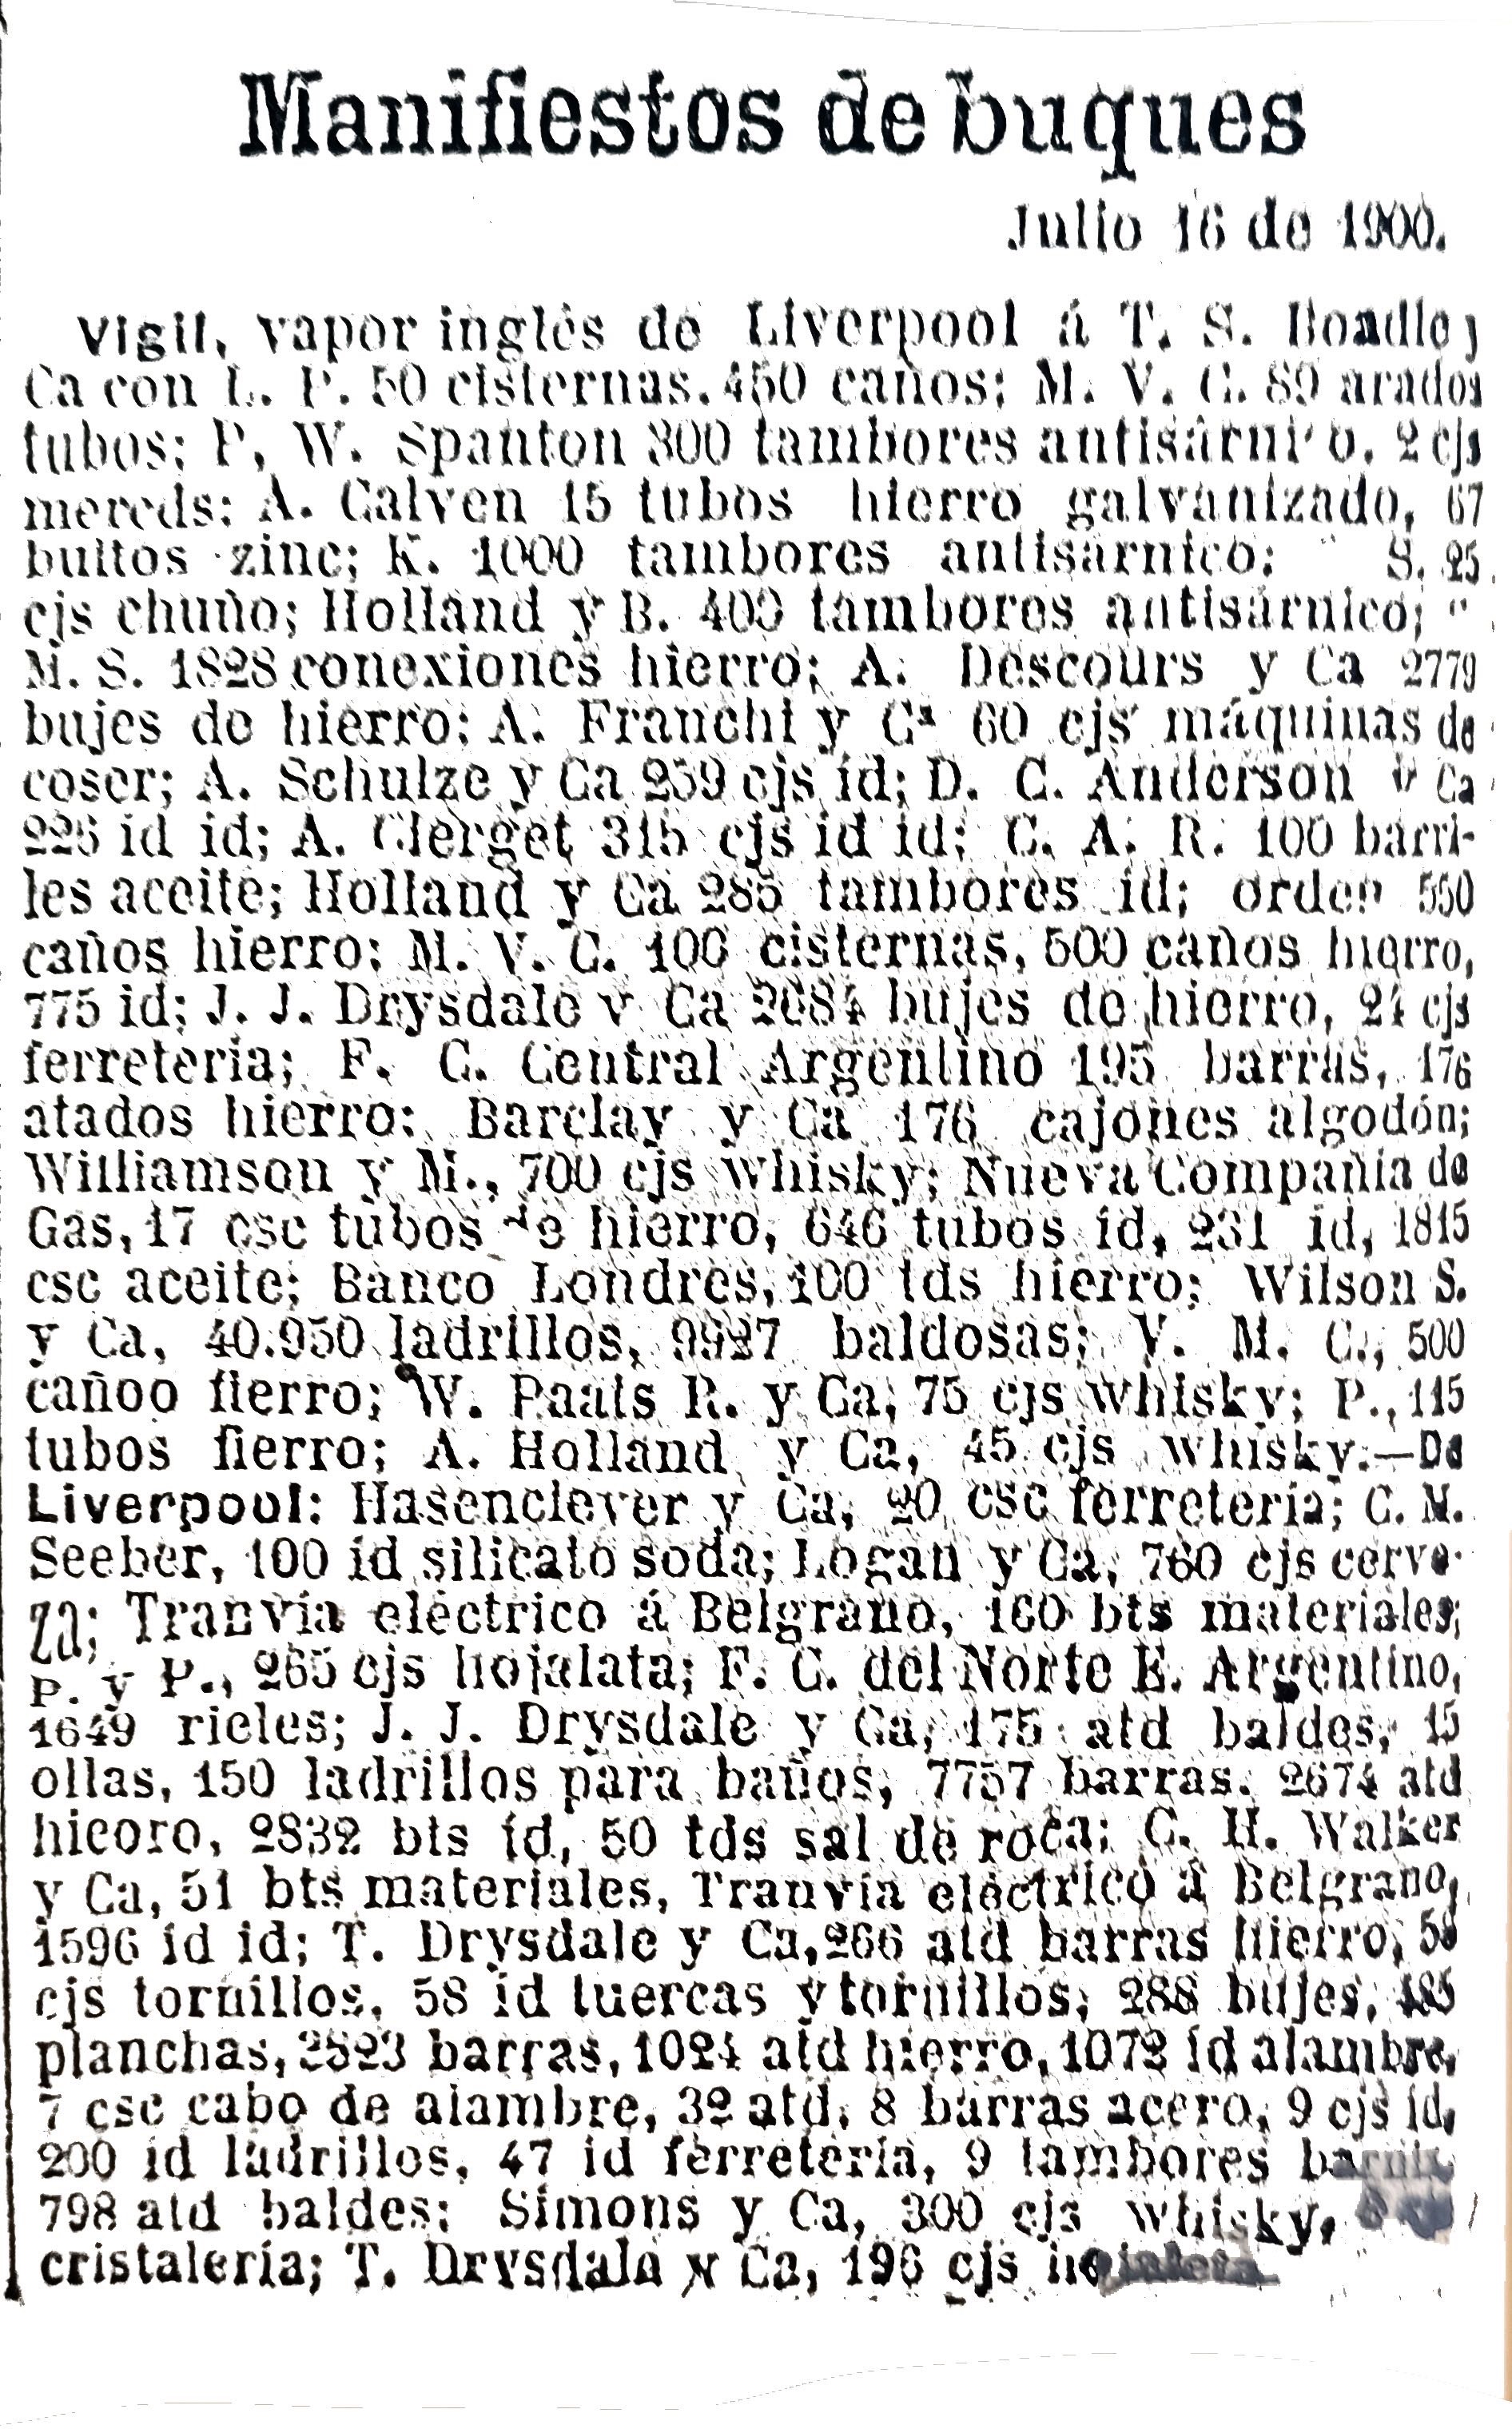 Manifiestos de buques
Julio 16 de 1900.
Vigil, vapor inglés de Liverpool á T. S. Boadle y
Ca con L. P. 50 cisternas, 450 caños; M. V. C. 89 arados
tubos; P, W. Spanton 300 tambores antisárni o, 2 cjs
mercds; A. Galven 15 tubos hierro galvanizado, 67
bultos zinc; K. 1000 tambores antisárnico; S. 25
cjs chuño; Holland y B. 400 tambores antisárnico;
M. S. 1828 conexiones hierro; A. Descours y Ca 2779
bujes de hierro; A. Franchi y Cª 60 cjs máquinas de
coser; A. Schulze y Ca 259 cjs id; D. C. Anderson y Ca
226 id id; A. Clerget 315 cjs id id; C. A. R. 100 barri-
les aceite; Holland y Ca 285 tambores id; orden 550
caños hierro; M. V. C. 100 cisternas, 500 caños hierro,
775 id; J. J. Drysdale y Ca 2684 bujes de hierro, 24 cjs
ferretería; F. C. Central Argentino 195 barras, 176
atados hierro; Barclay y Ca 176 cajones algodón;
Williamson y M., 700 cjs whisky; Nueva Compañía de
Gas, 17 csc tubos de hierro, 646 tubos id, 231 id, 1815
csc aceite; Banco Londres, 100 tds hierro; Wilson S.
y Ca, 40.950 ladrillos, 9927 baldosas; V. M. C., 500
cañoo fierro; W. Paats R. y Ca, 75 cjs whisky; P., 115
tubos fierro; A. Holland y Ca, 45 cjs whisky.—De
Liverpool: Hasenclever y Ca, 20 csc ferretería; C. M.
Seeber, 100 id silicato soda; Logan y Ca, 760 cjs cerve-
za; Tranvía eléctrico á Belgrano, 160 bts materiales;
P. y P., 265 cjs hojalata; F. C. del Norte E. Argentino,
1649 rieles; J. J. Drysdale y Ca, 175 atd baldes, 15
ollas, 150 ladrillos para baños, 7757 barras, 2674 atd
hicoro, 2832 bts id, 50 tds sal de roca; C. H. Walker
y Ca, 51 bts materiales, Tranvía eléctrico á Belgrano,
1596 id id; T. Drysdale y Ca, 266 atd barras hierro, 58
cjs tornillos, 58 id tuercas y tornillos, 288 bujes, 485
planchas, 2823 barras, 1024 atd hierro, 1072 id alambre,
7 csc cabo de alambre, 32 atd, 8 barras acero, 9 cjs id,
200 id ladrillos, 47 id ferretería, 9 tambores barniz
798 atd baldes; Simons y Ca, 300 cjs whisky,
cristalería; T. Drysdale y Ca, 196 cjs hojalata